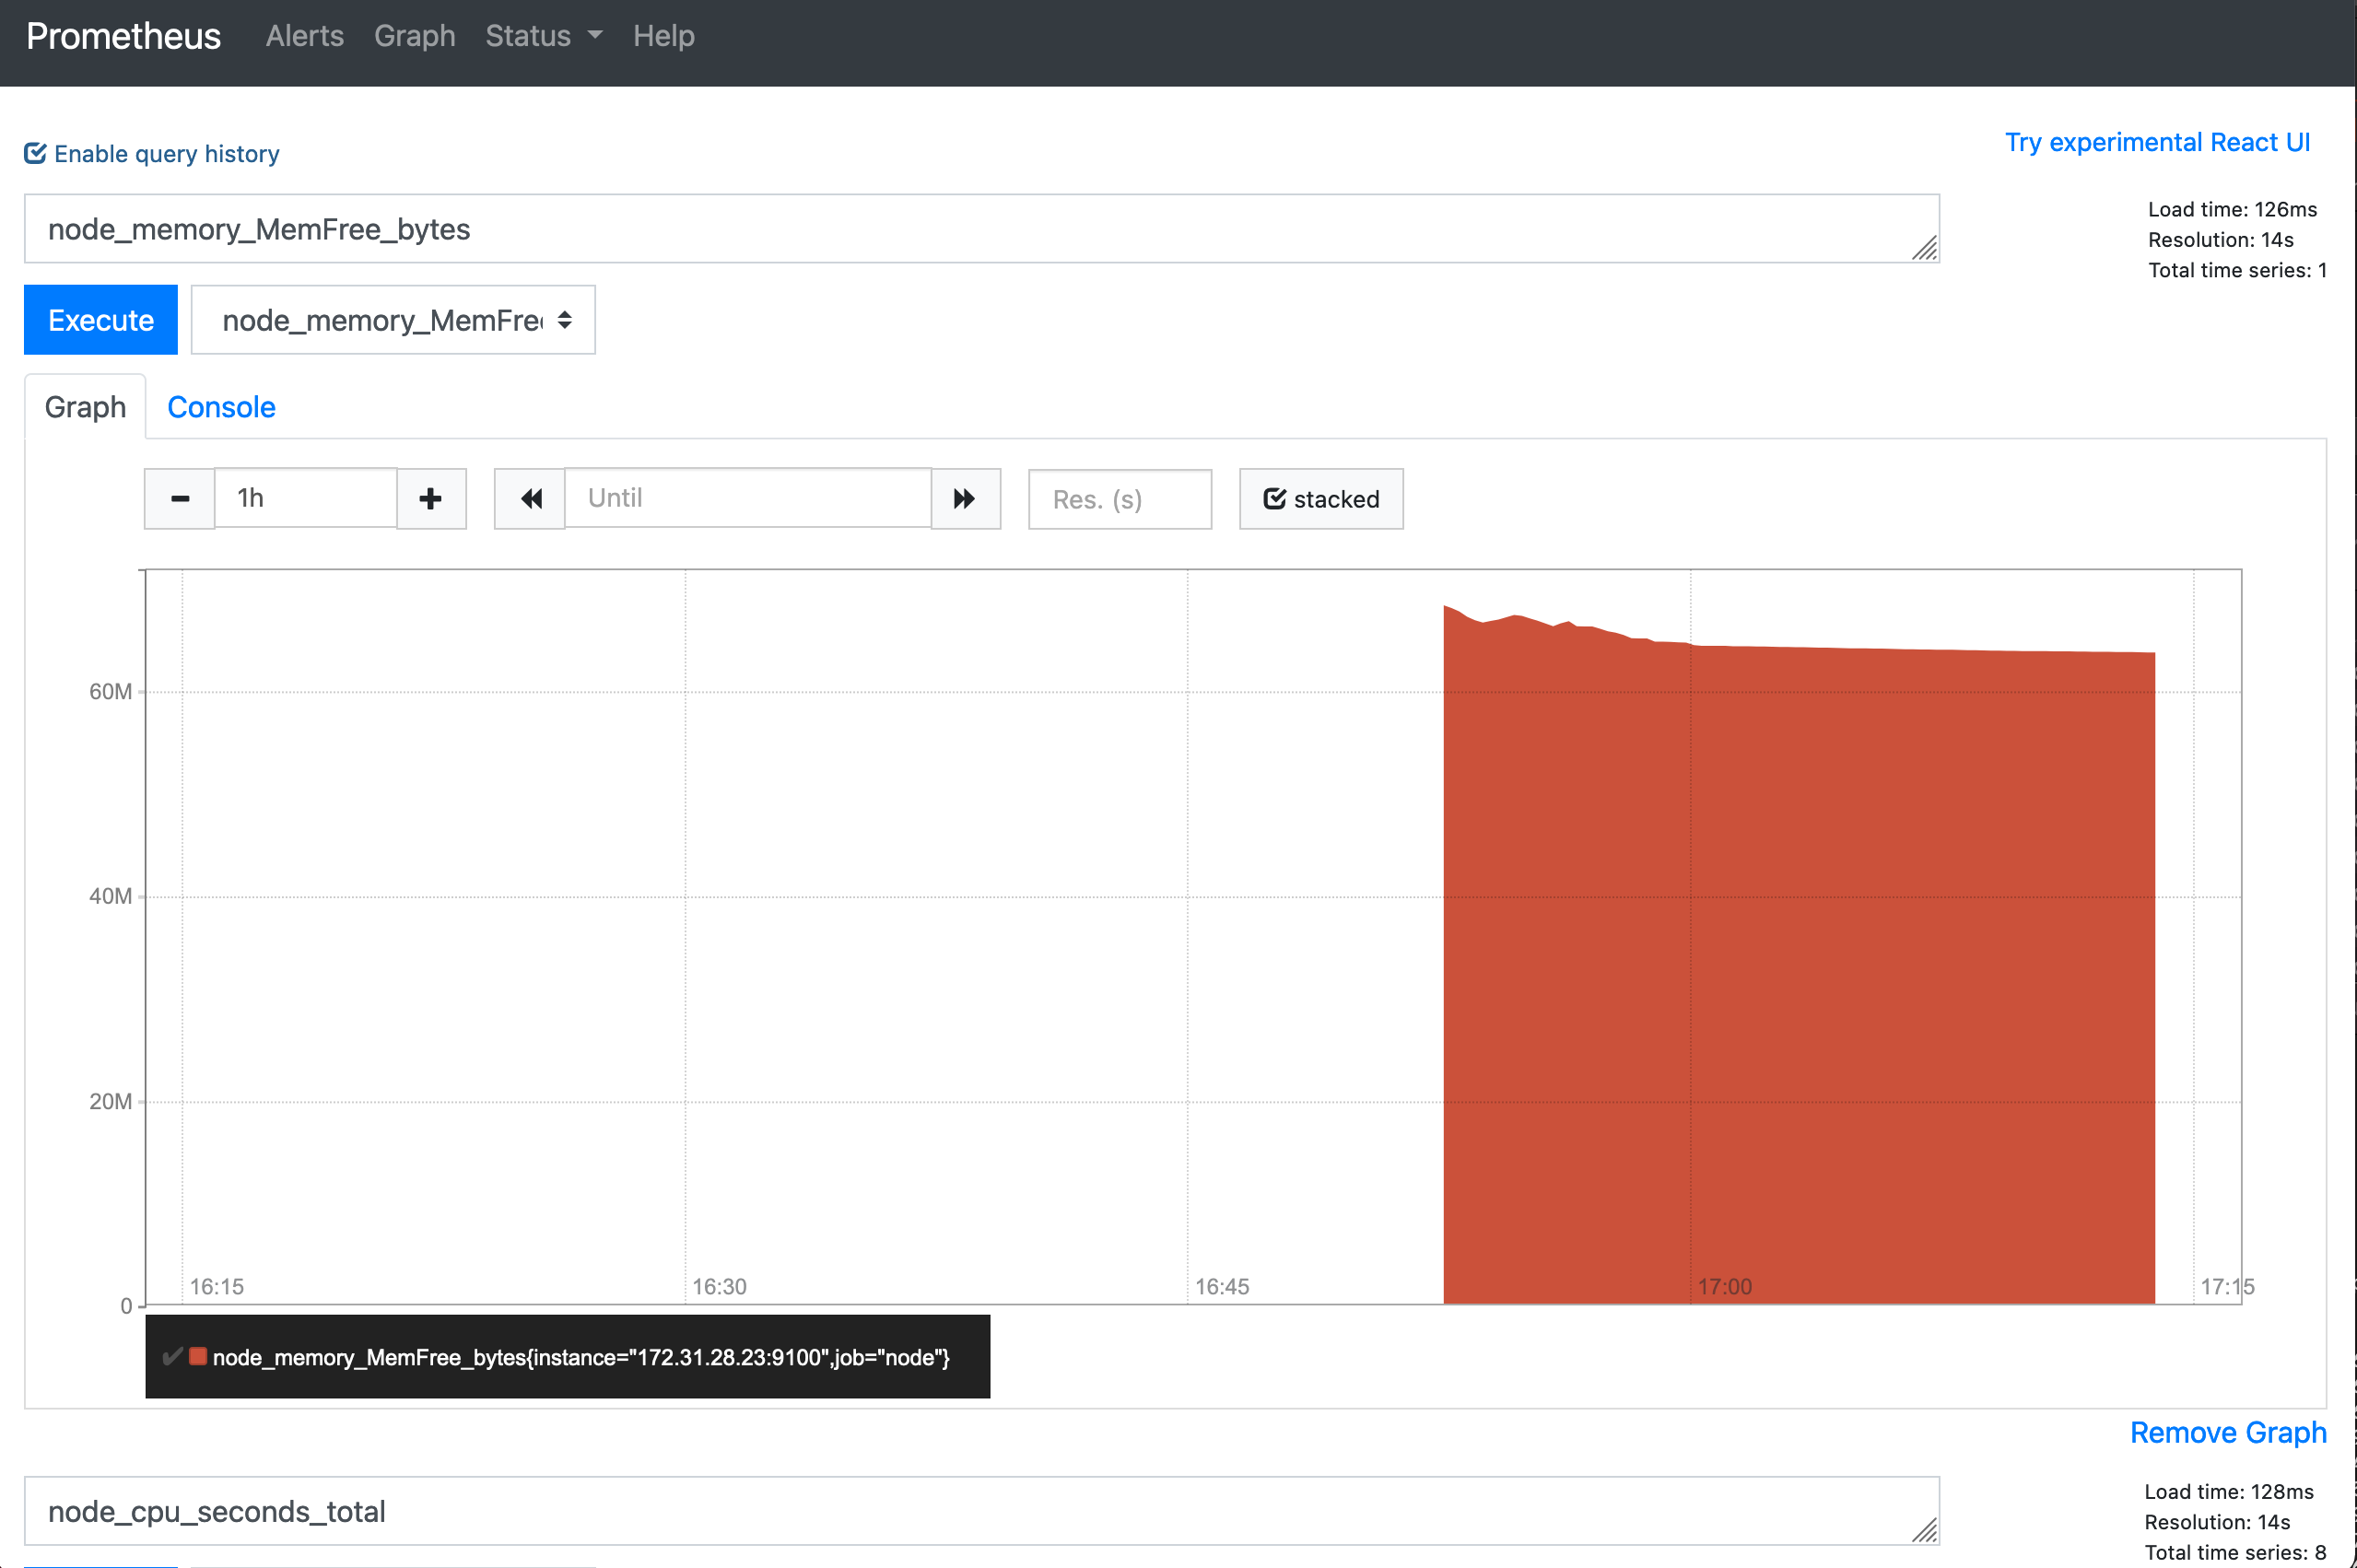 Prometheus Alerts Graph Status Help
Enable query history
Try experimental React UI
node_memory_MemFree_bytes
Load time: 126ms
Resolution: 14s
Total time series: 1
Execute
node_memory_MemFre
Graph
Console
1h
Until
Res. (s)
stacked
60M
40M
20M
0
16:15
16:30
16:45
17:00
17:15
node_memory_MemFree_bytes{instance="172.31.28.23:9100",job="node"}
Remove Graph
node_cpu_seconds_total
Load time: 128ms
Resolution: 14s
Total time series: 8